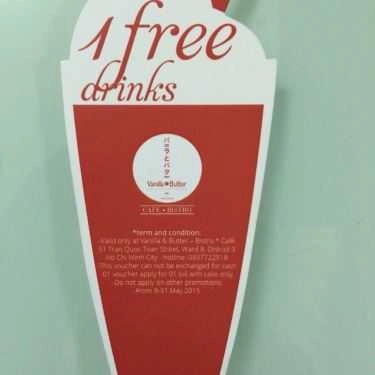 1 free
drinks
バニラとバター
Vanilla Butter
CAFE • BISTRO
*term and condition:
-Valid only at Vanilla & Butter – Bistro * Café
51 Tran Quoc Toan Street, Ward 8, District 3
Ho Chi Minh City - hotline :0837722518
-This voucher can not be exchanged for cash
01 voucher apply for 01 bill with cake only
-Do not apply on other promotions
-From 9-31 May 2015